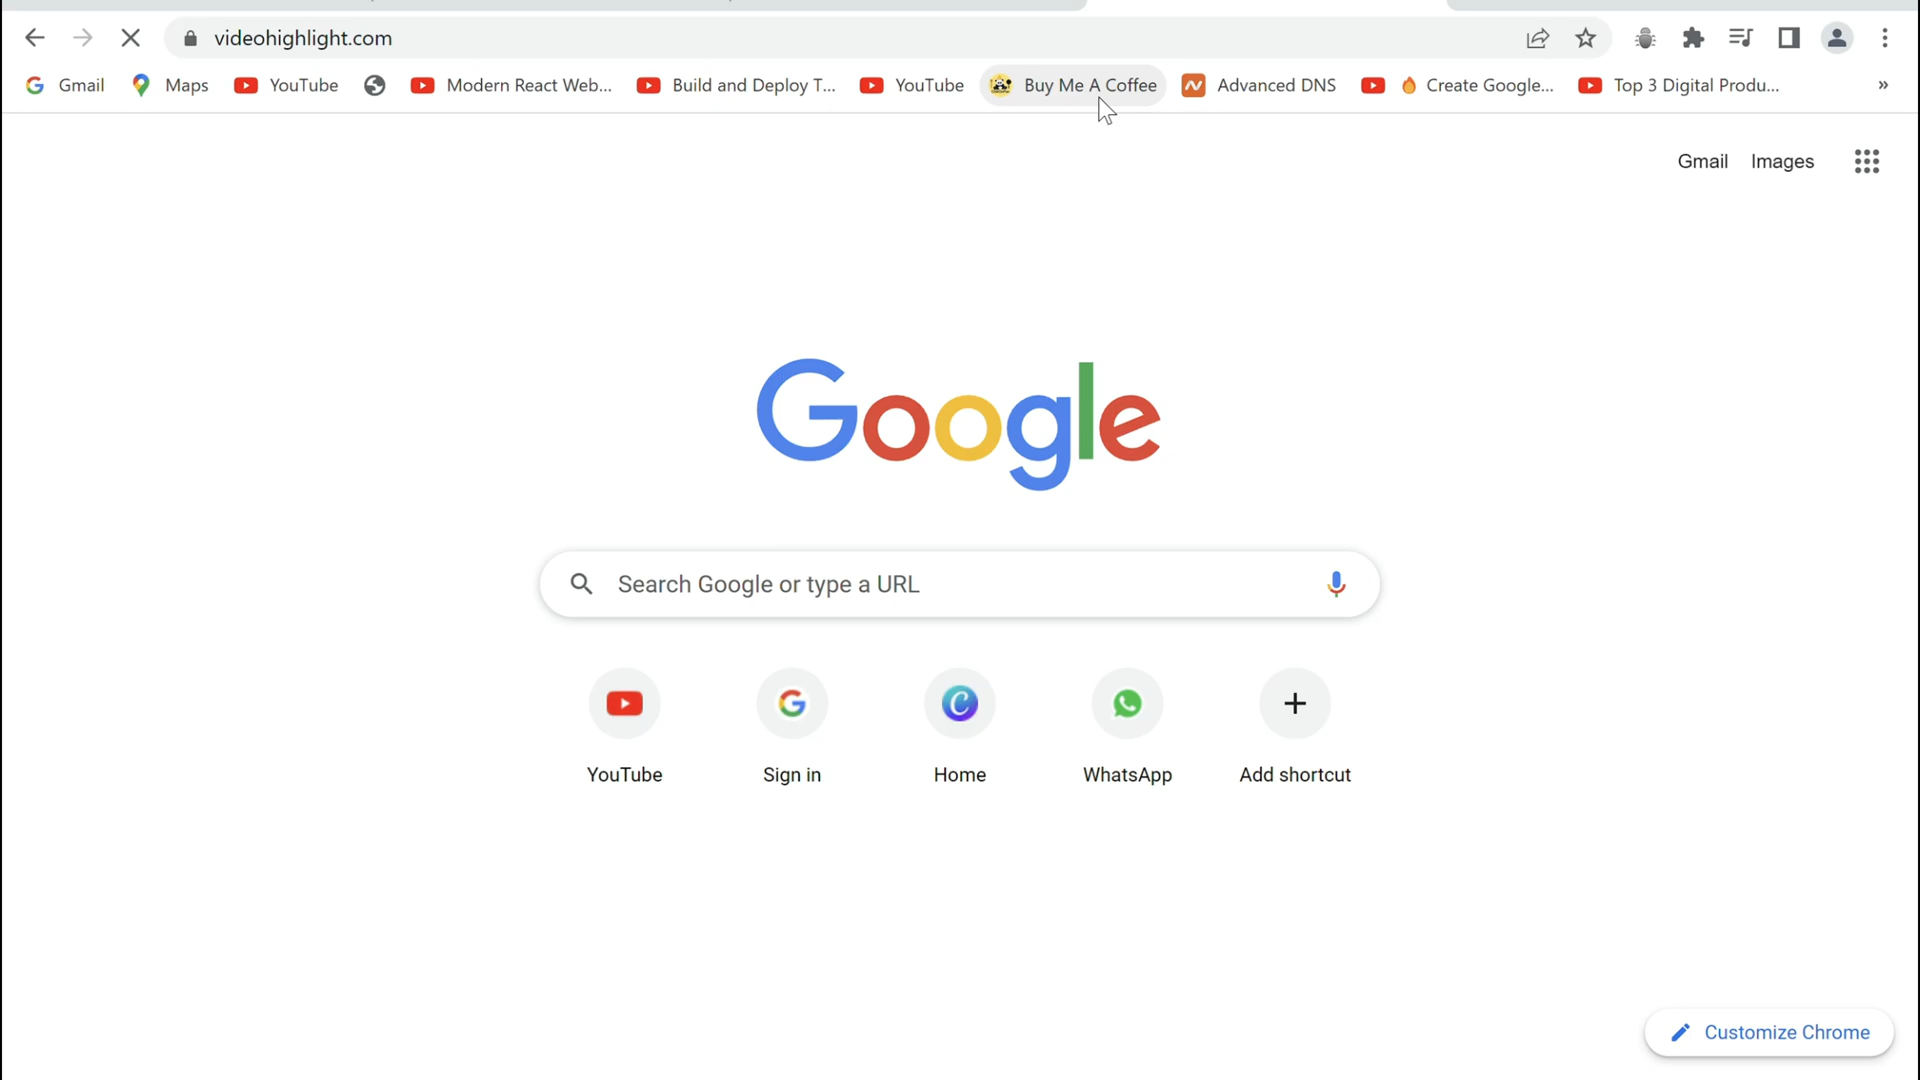 videohighlight.com
Gmail Maps YouTube Modern React Web... Build and Deploy T... YouTube Buy Me A Coffee Advanced DNS Create Google... Top 3 Digital Produ... »
Gmail Images
Google
Search Google or type a URL
YouTube Sign in Home WhatsApp Add shortcut
Customize Chrome